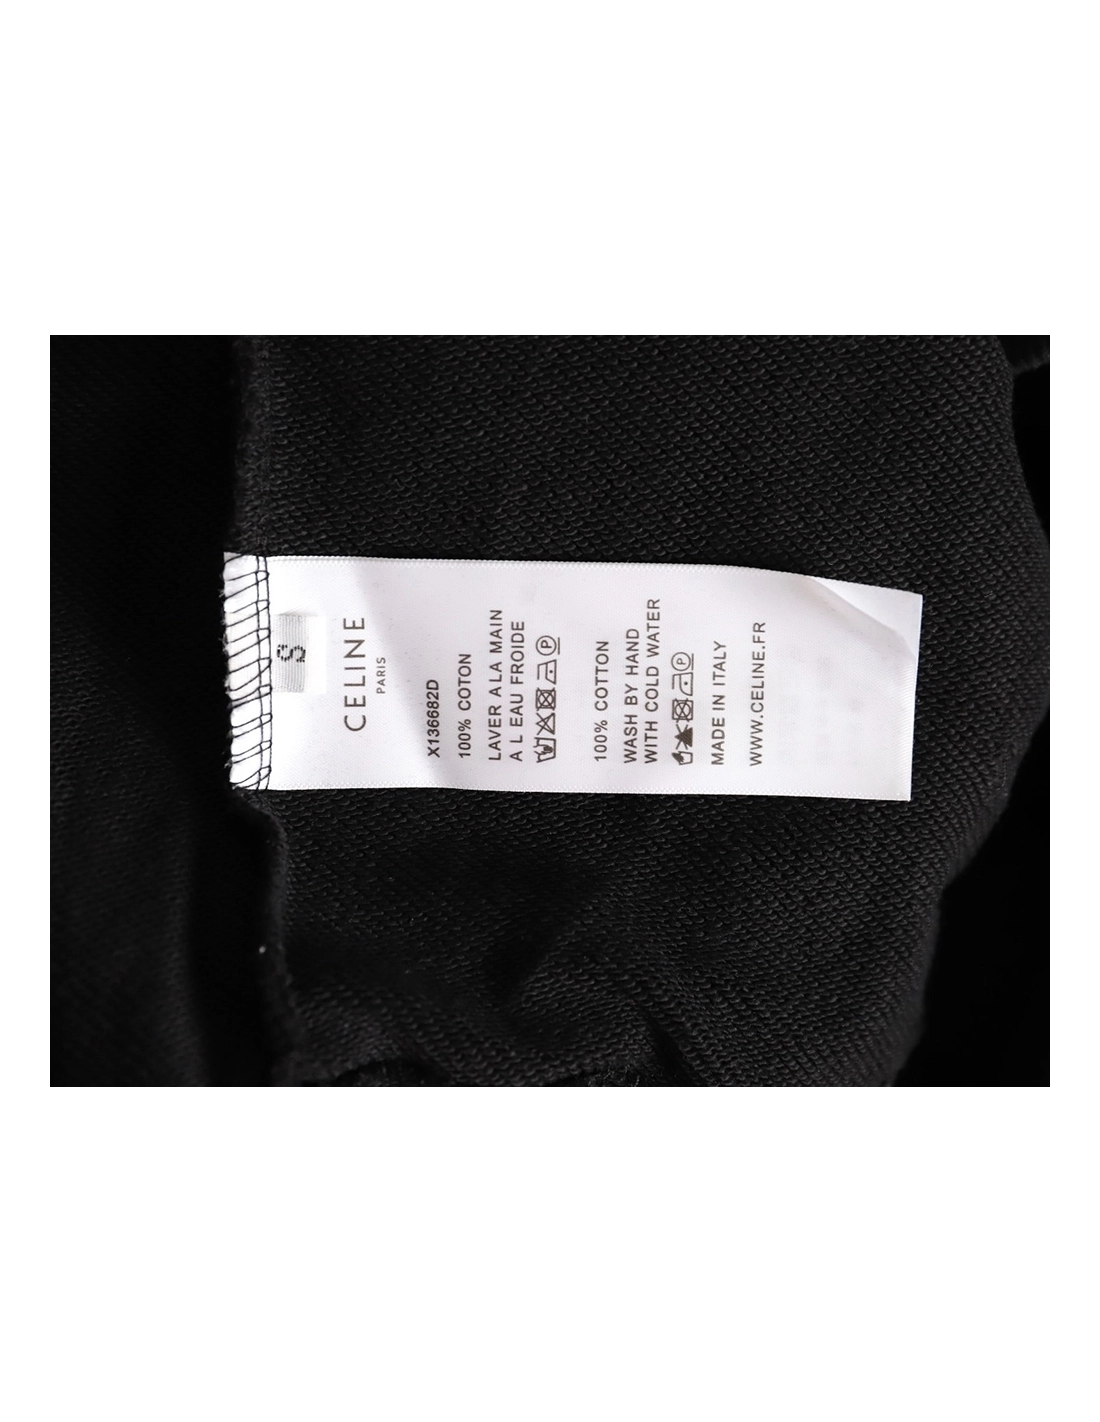 S
CELINE
PARIS
X136682D
100% COTON
LAVER A LA MAIN
A L EAU FROIDE
P
100% COTTON
WASH BY HAND
WITH COLD WATER
P
MADE IN ITALY
WWW.CELINE.FR